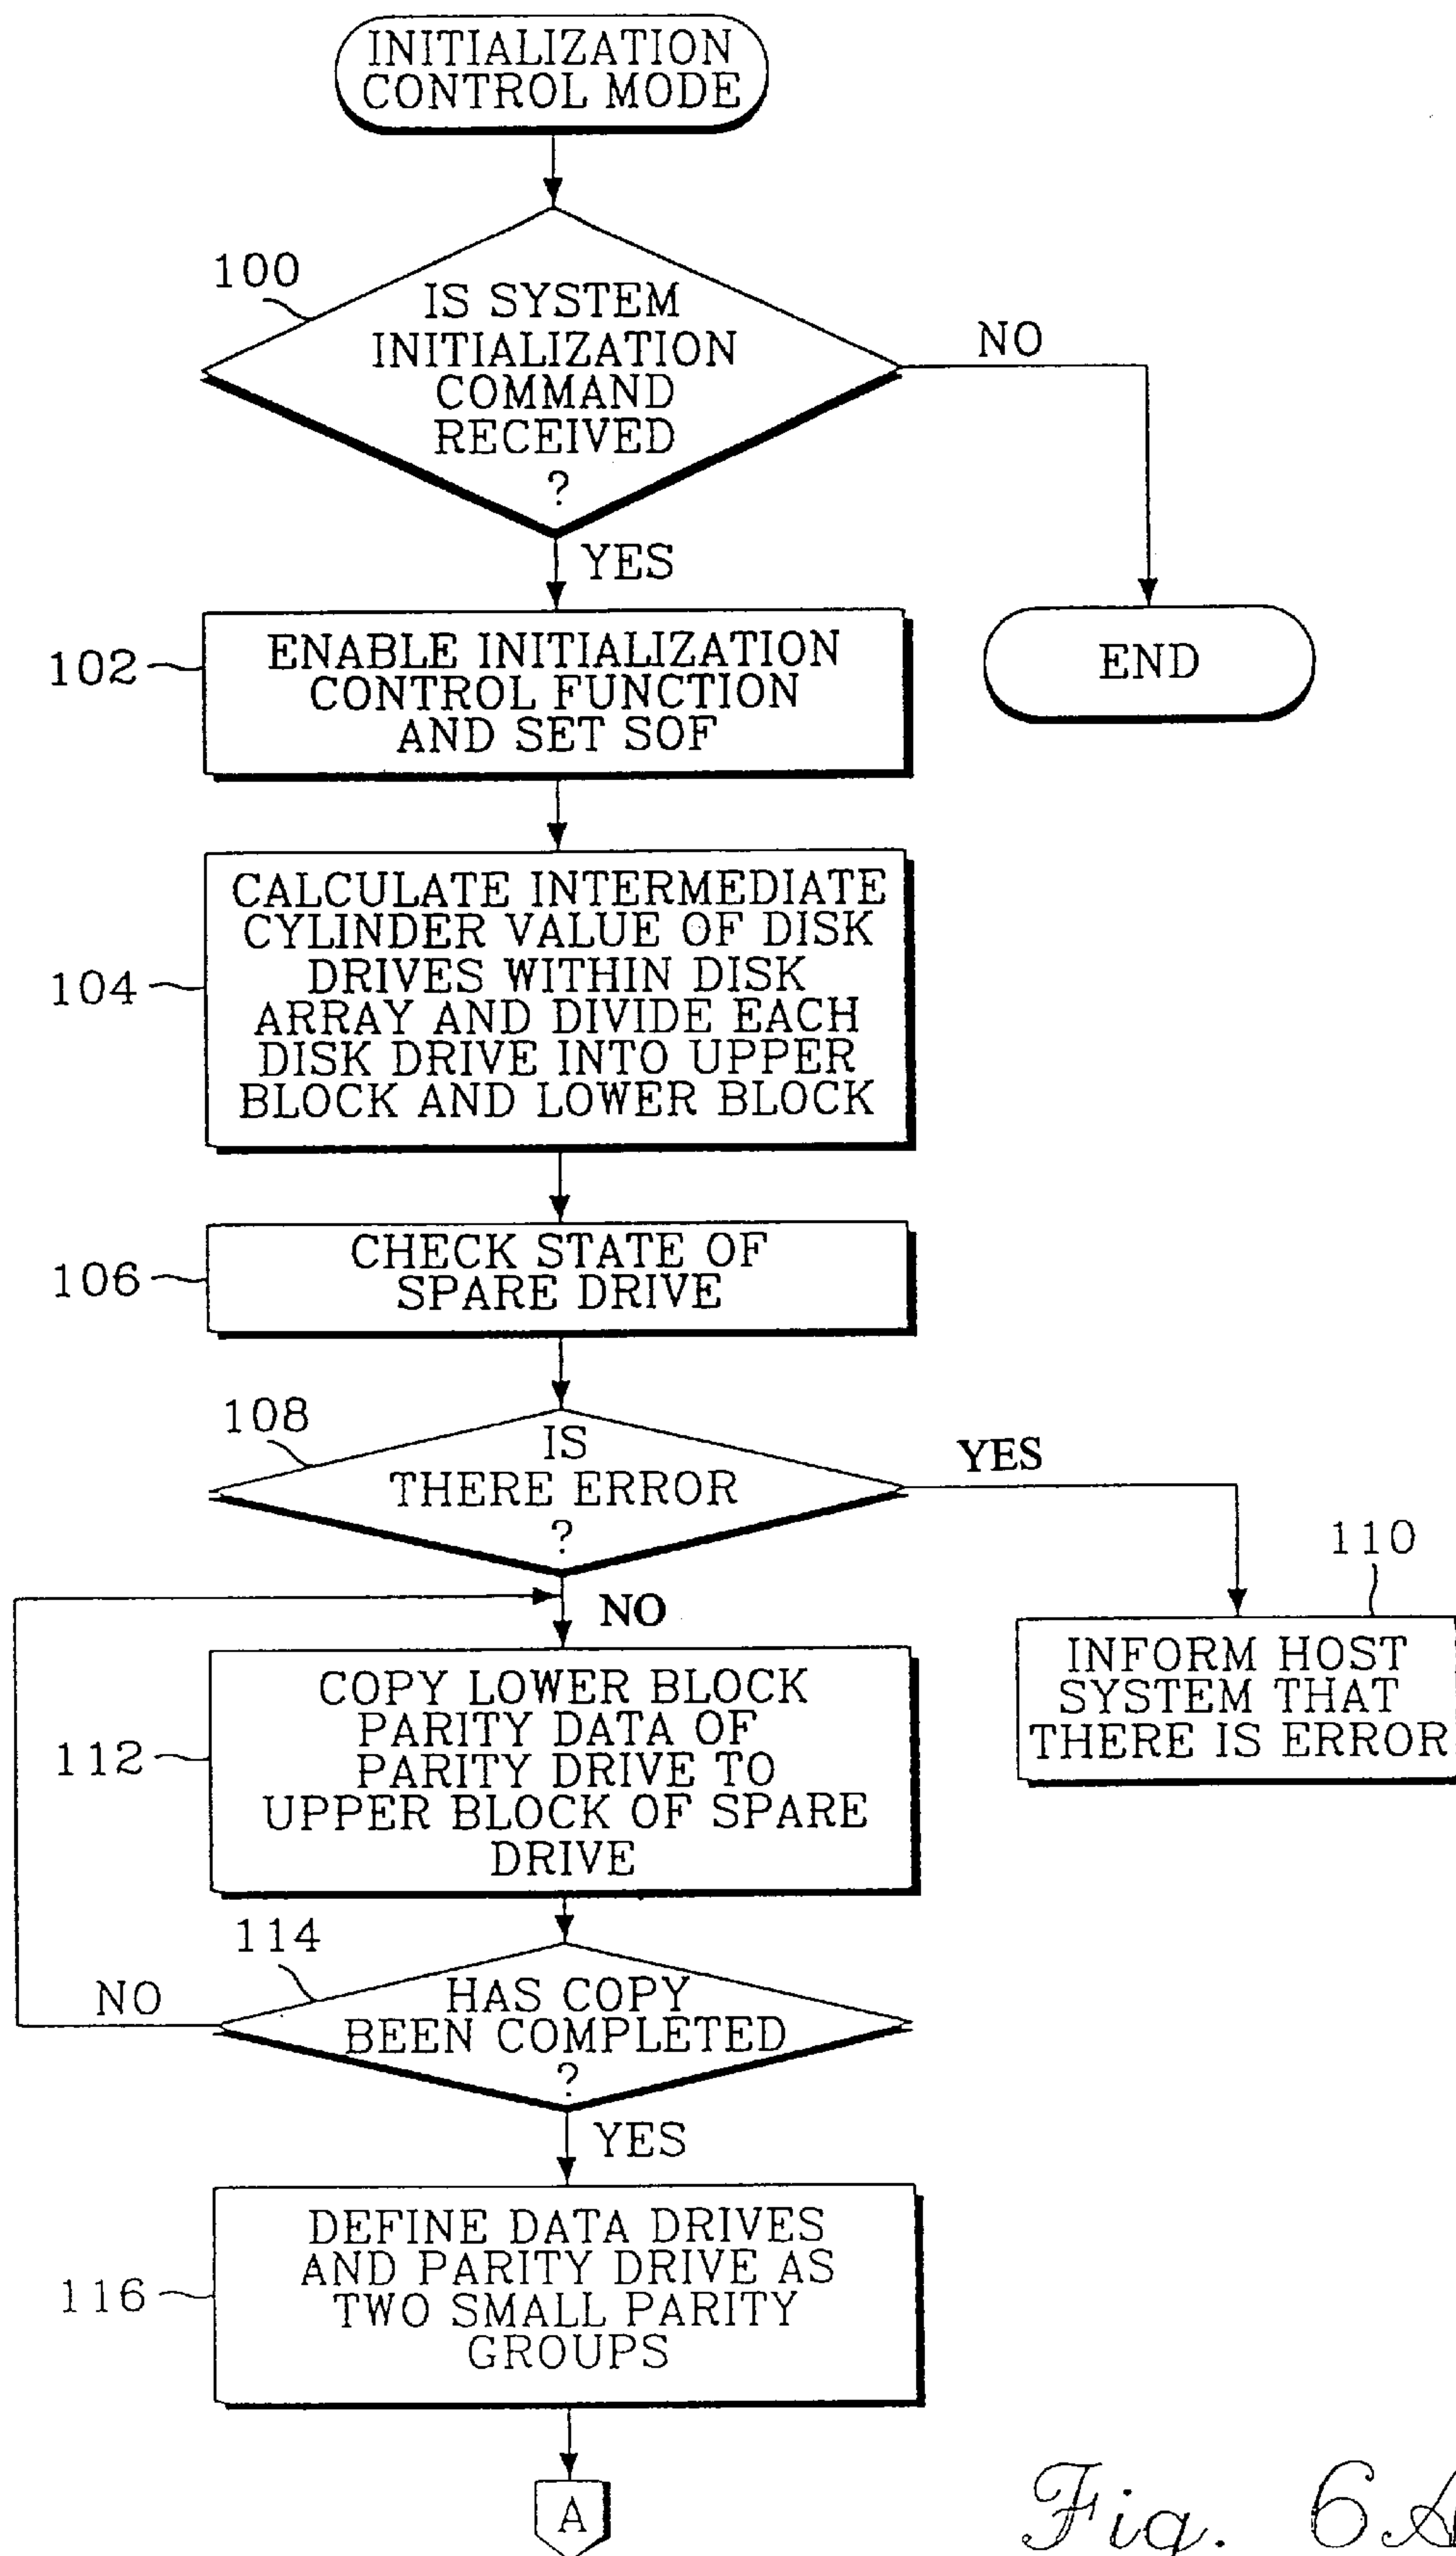 INITIALIZATION
CONTROL MODE
100
IS SYSTEM
INITIALIZATION
COMMAND
RECEIVED
?
NO
YES
END
102
ENABLE INITIALIZATION
CONTROL FUNCTION
AND SET SOF
104
CALCULATE INTERMEDIATE
CYLINDER VALUE OF DISK
DRIVES WITHIN DISK
ARRAY AND DIVIDE EACH
DISK DRIVE INTO UPPER
BLOCK AND LOWER BLOCK
106
CHECK STATE OF
SPARE DRIVE
108
IS
THERE ERROR
?
YES
NO
110
INFORM HOST
SYSTEM THAT
THERE IS ERROR
112
COPY LOWER BLOCK
PARITY DATA OF
PARITY DRIVE TO
UPPER BLOCK OF SPARE
DRIVE
114
HAS COPY
BEEN COMPLETED
?
NO
YES
116
DEFINE DATA DRIVES
AND PARITY DRIVE AS
TWO SMALL PARITY
GROUPS
A
Fig. 6A